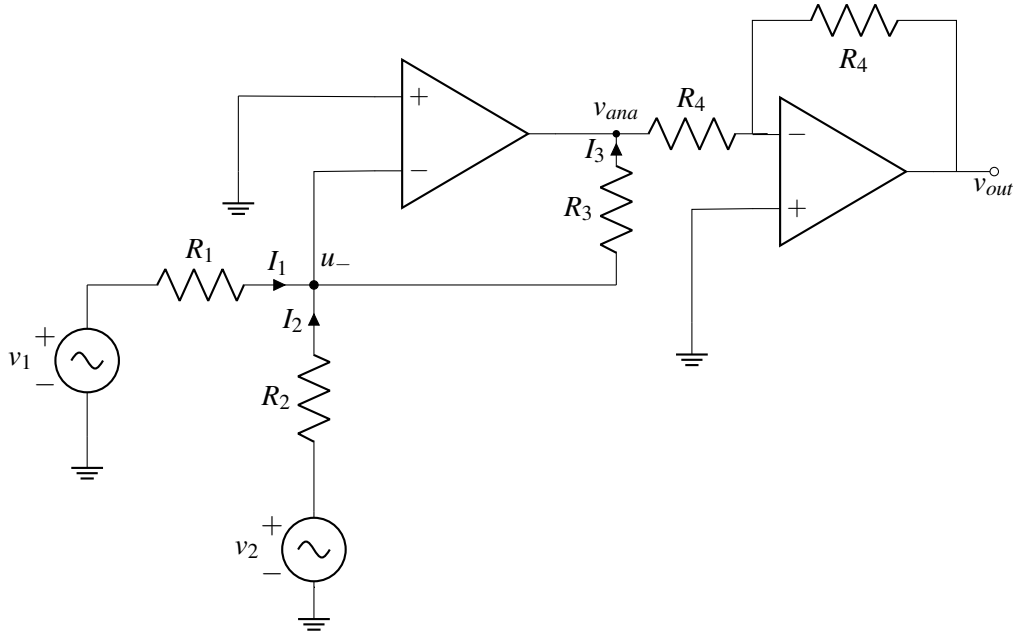 R4
+
−
vana
R4
I3
−
vout
R3
+
R1
I1
u−
I2
+
v1
−
R2
+
v2
−